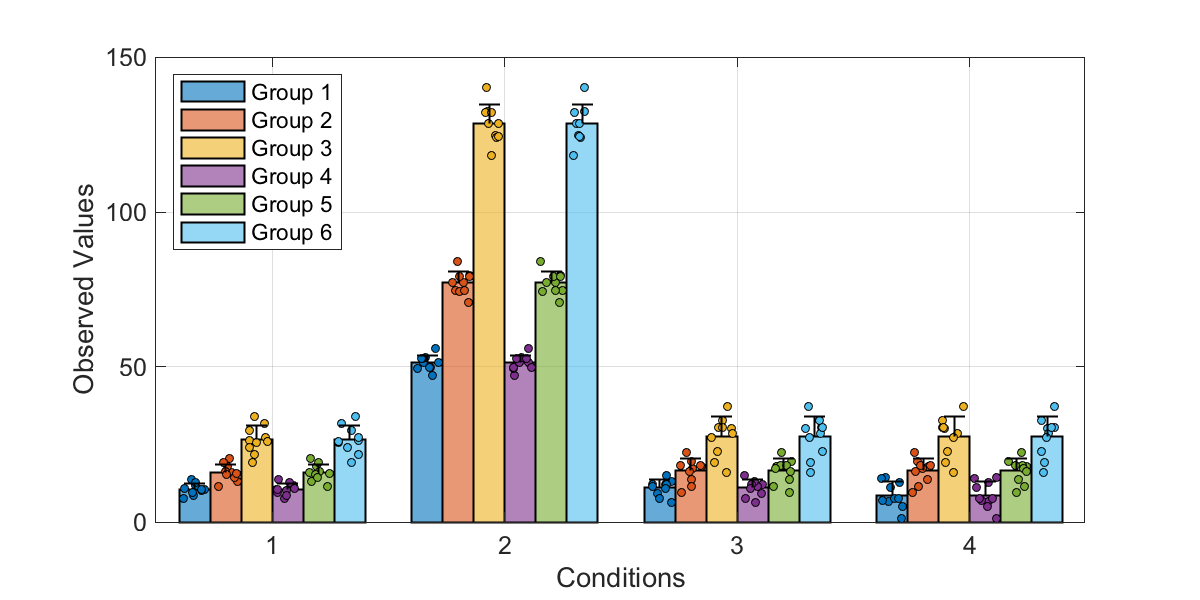 150
100
50
0
Observed Values
Group 1
Group 2
Group 3
Group 4
Group 5
Group 6
1 2 3 4
Conditions